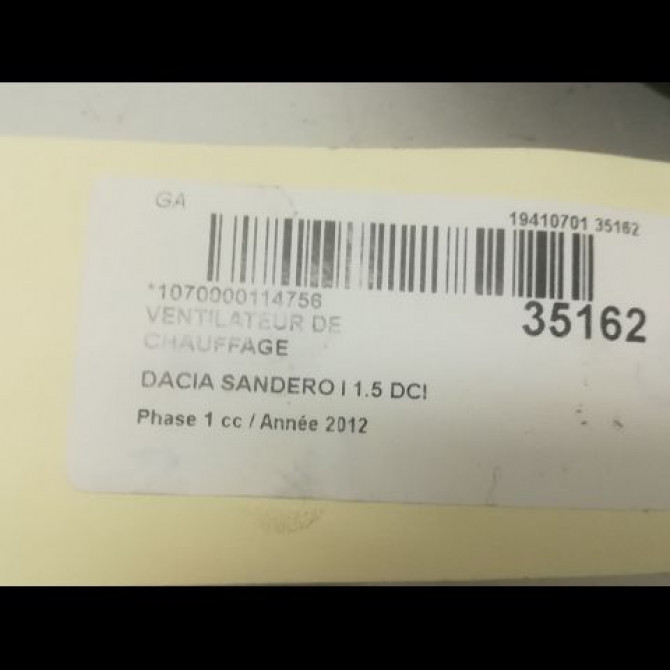 GA
19410701 35162
*1070000114756
35162
VENTILATEUR DE
CHAUFFAGE
DACIA SANDERO I 1.5 DCI
Phase 1 cc / Année 2012